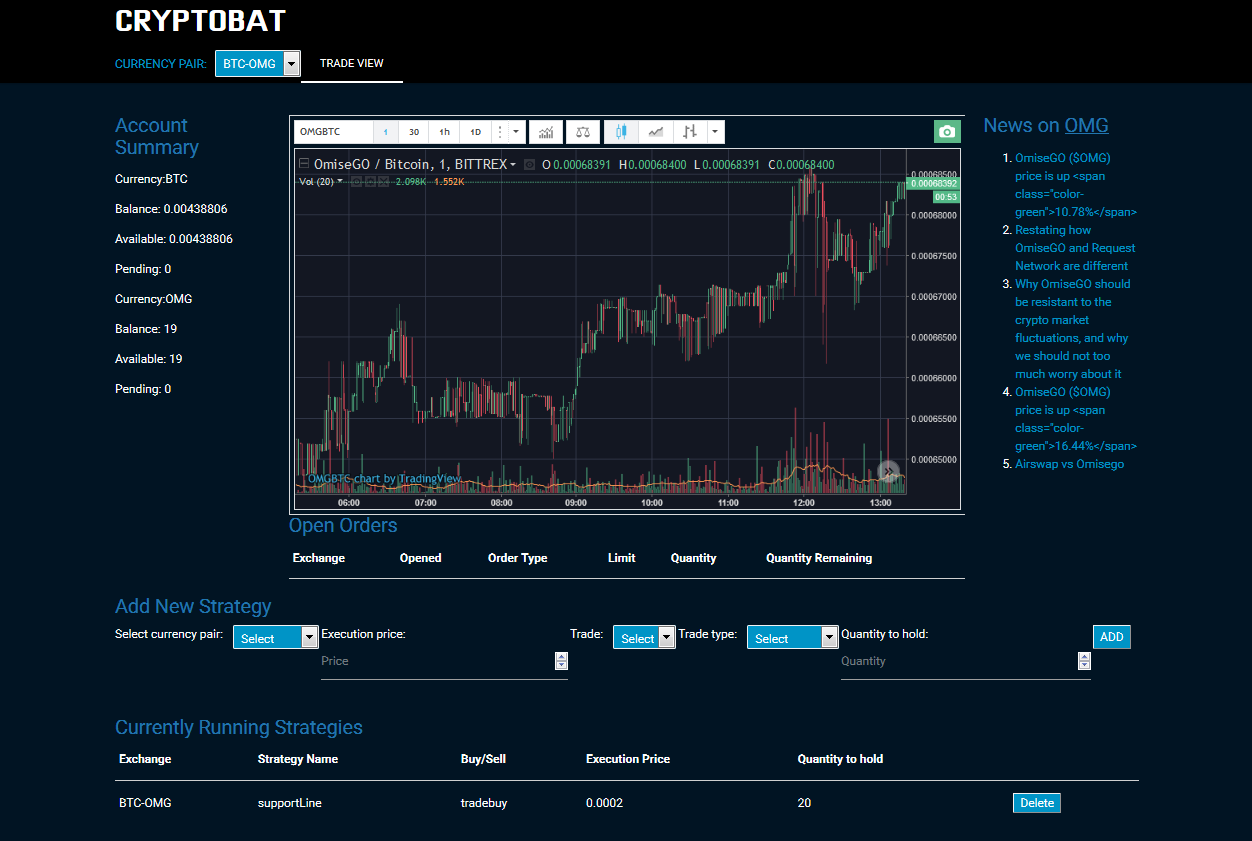 CRYPTOBAT
CURRENCY PAIR: BTC-OMG TRADE VIEW
Account
Summary
Currency:BTC
Balance: 0.00438806
Available: 0.00438806
Pending: 0
Currency:OMG
Balance: 19
Available: 19
Pending: 0
OMGBTC 1 30 1h 1D
OmiseGO / Bitcoin, 1, BITTREX O 0.00068391 H 0.00068400 L 0.00068391 C 0.00068400
Vol (20) 2.098K 1.552K
0.00068500
0.00068392
00:53
0.00068000
0.00067500
0.00067000
0.00066500
0.00066000
0.00065500
0.00065000
OMGBTC chart by TradingView
06:00 07:00 08:00 09:00 10:00 11:00 12:00 13:00
News on OMG
1. OmiseGO ($OMG)
price is up <span
class="color-
green">10.78%</span>
2. Restating how
OmiseGO and Request
Network are different
3. Why OmiseGO should
be resistant to the
crypto market
fluctuations, and why
we should not too
much worry about it
4. OmiseGO ($OMG)
price is up <span
class="color-
green">16.44%</span>
5. Airswap vs Omisego
Open Orders
Exchange Opened Order Type Limit Quantity Quantity Remaining
Add New Strategy
Select currency pair: Select Execution price: Trade: Select Trade type: Select Quantity to hold: ADD
Price Quantity
Currently Running Strategies
Exchange Strategy Name Buy/Sell Execution Price Quantity to hold
BTC-OMG supportLine tradebuy 0.0002 20 Delete